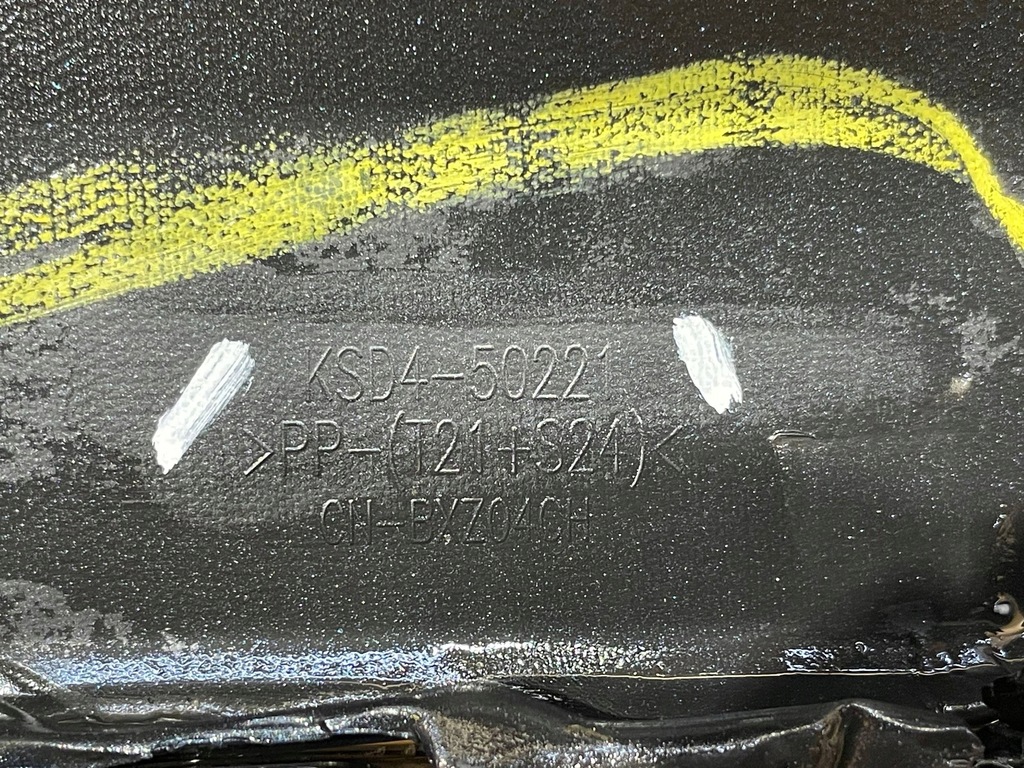 KSD4-50221
>PP-(T21+S24)<
CN-BXZ04CH